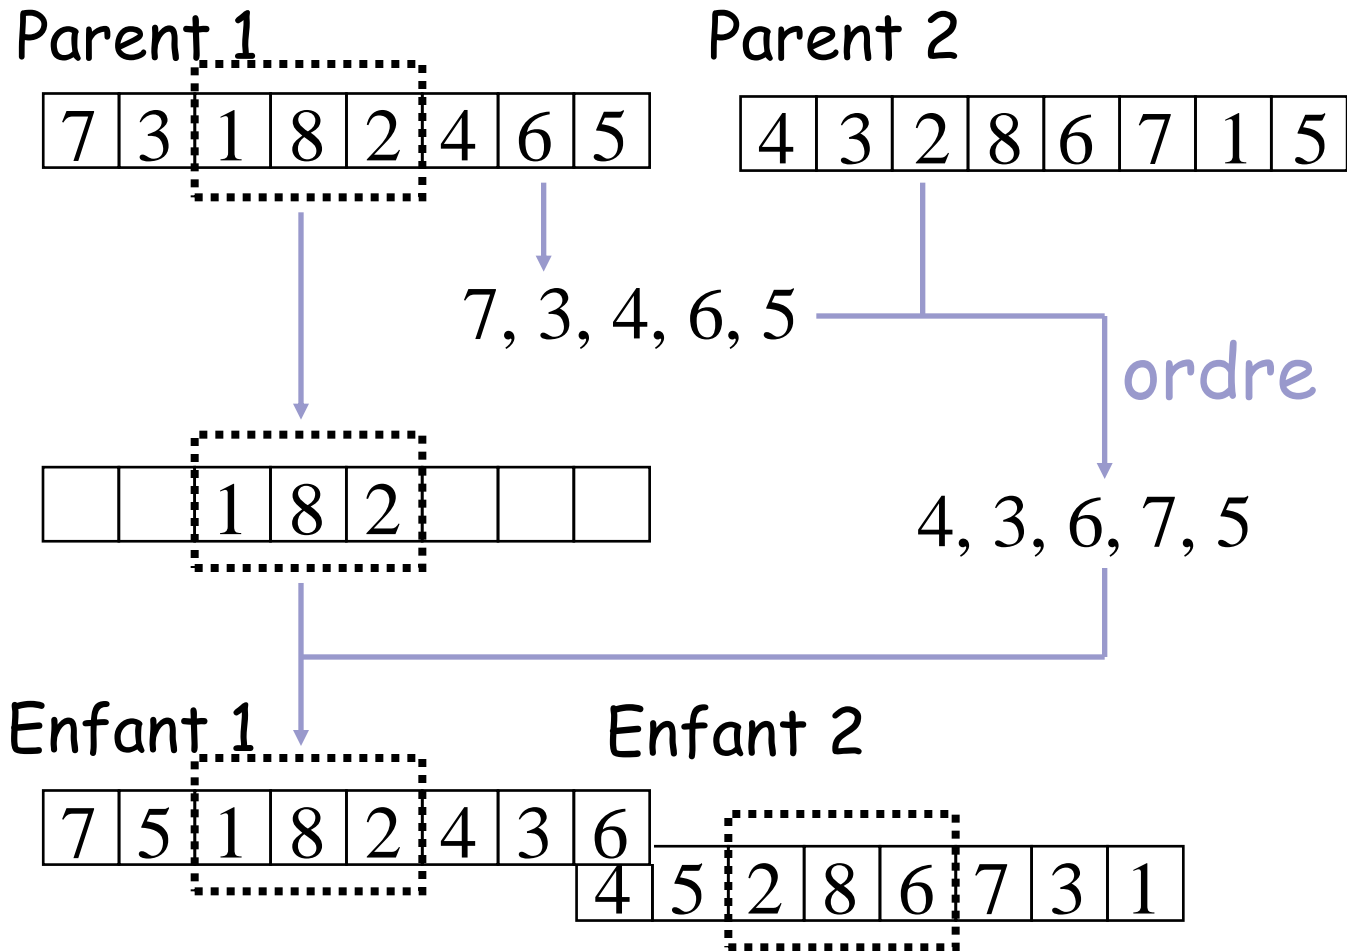 Parent 1
Parent 2
7 3 1 8 2 4 6 5
4 3 2 8 6 7 1 5
7, 3, 4, 6, 5
ordre
1 8 2
4, 3, 6, 7, 5
Enfant 1
Enfant 2
7 5 1 8 2 4 3 6
4 5 2 8 6 7 3 1